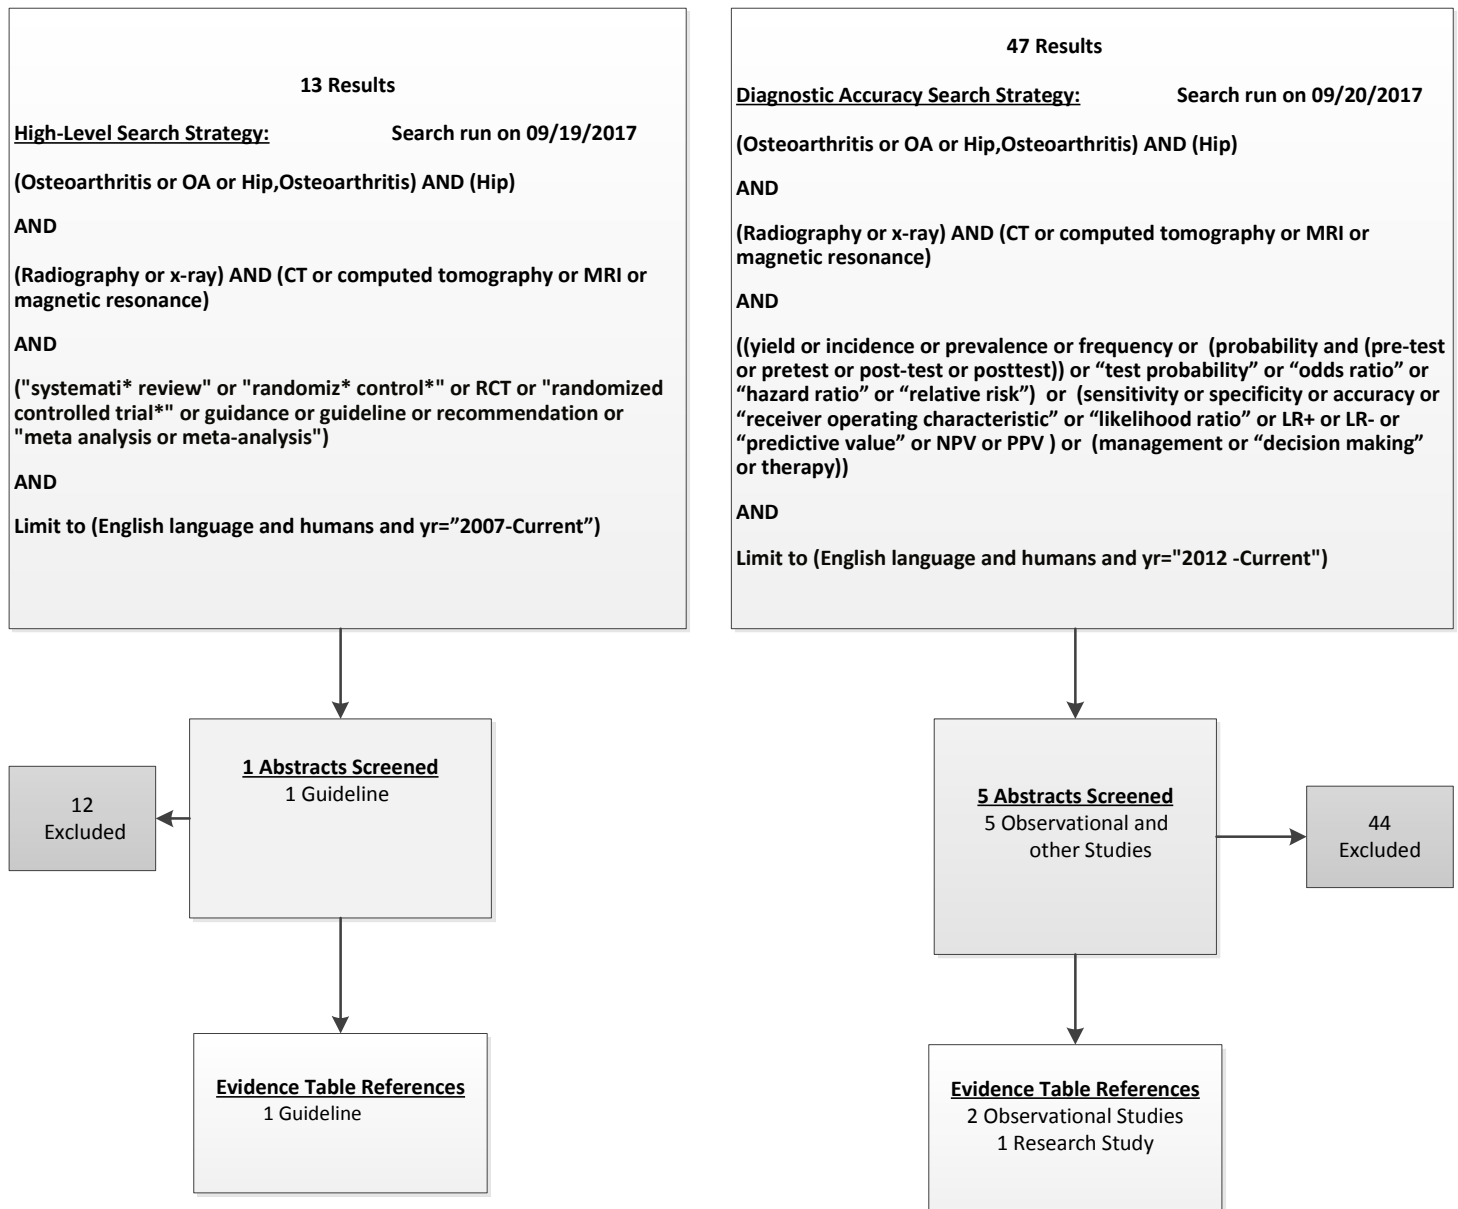 13 Results
High-Level Search Strategy: Search run on 09/19/2017
(Osteoarthritis or OA or Hip,Osteoarthritis) AND (Hip)
AND
(Radiography or x-ray) AND (CT or computed tomography or MRI or
magnetic resonance)
AND
("systemati* review" or "randomiz* control*" or RCT or "randomized
controlled trial*" or guidance or guideline or recommendation or
"meta analysis or meta-analysis")
AND
Limit to (English language and humans and yr=”2007-Current”)
47 Results
Diagnostic Accuracy Search Strategy: Search run on 09/20/2017
(Osteoarthritis or OA or Hip,Osteoarthritis) AND (Hip)
AND
(Radiography or x-ray) AND (CT or computed tomography or MRI or
magnetic resonance)
AND
((yield or incidence or prevalence or frequency or (probability and (pre-test
or pretest or post-test or posttest)) or “test probability” or “odds ratio” or
“hazard ratio” or “relative risk”) or (sensitivity or specificity or accuracy or
“receiver operating characteristic” or “likelihood ratio” or LR+ or LR- or
“predictive value” or NPV or PPV ) or (management or “decision making”
or therapy))
AND
Limit to (English language and humans and yr="2012 -Current")
1 Abstracts Screened
1 Guideline
12
Excluded
5 Abstracts Screened
5 Observational and
other Studies
44
Excluded
Evidence Table References
1 Guideline
Evidence Table References
2 Observational Studies
1 Research Study